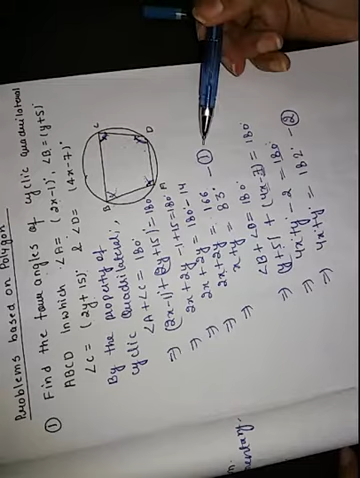 Problems based on Polygon
① Find the four angles of cyclic quadrilateral
ABCD in which ∠A = (2x-1)°, ∠B = (y+5)°
∠C = (2y+15)° & ∠D = (4x-7)°
By the property of
cyclic Quadrilateral,
∠A + ∠C = 180°
⇒ (2x-1) + (2y+15) = 180
⇒ 2x + 2y - 1 + 15 = 180
⇒ 2x + 2y = 180 - 14
⇒ 2x + 2y = 166
⇒ x + y = 83 - ①
∠B + ∠D = 180°
⇒ (y+5) + (4x-7) = 180
⇒ 4x + y - 2 = 180
⇒ 4x + y = 182 - ②
B
C
D
A
mentary.